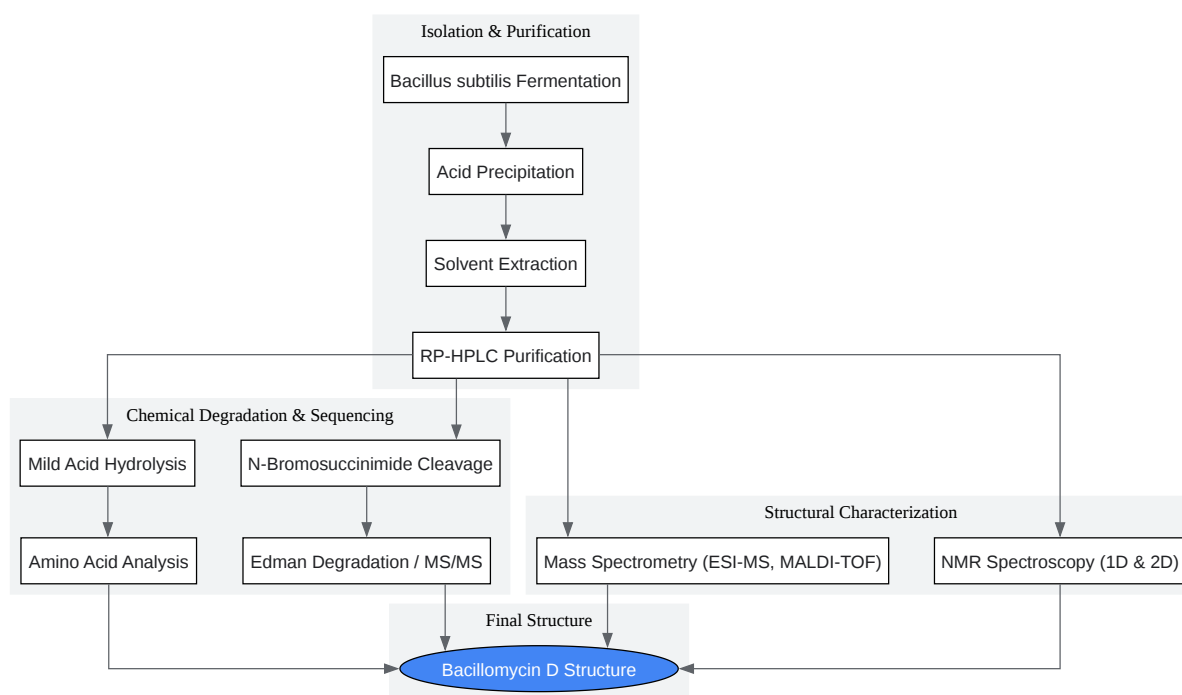 Isolation & Purification
Bacillus subtilis Fermentation
Acid Precipitation
Solvent Extraction
RP-HPLC Purification
Chemical Degradation & Sequencing
Mild Acid Hydrolysis
N-Bromosuccinimide Cleavage
Structural Characterization
Amino Acid Analysis
Edman Degradation / MS/MS
Mass Spectrometry (ESI-MS, MALDI-TOF)
NMR Spectroscopy (1D & 2D)
Final Structure
Bacillomycin D Structure